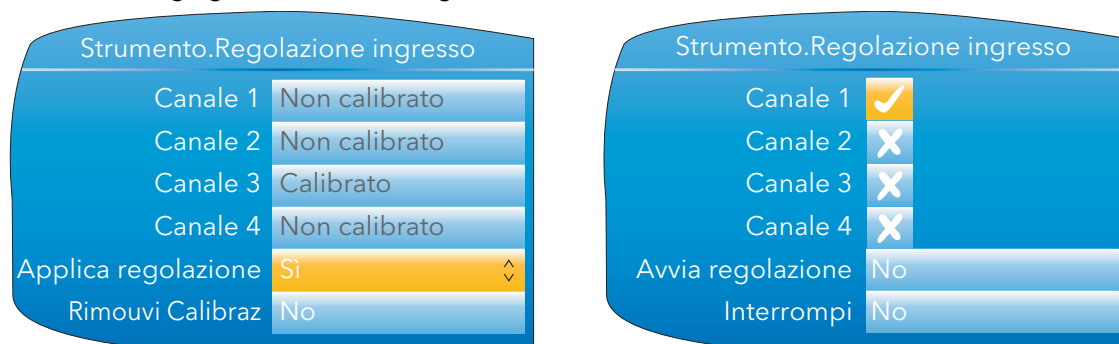 Strumento.Regolazione ingresso
Canale 1 Non calibrato
Canale 2 Non calibrato
Canale 3 Calibrato
Canale 4 Non calibrato
Applica regolazione Sì
Rimouvi Calibraz No
Strumento.Regolazione ingresso
Canale 1
Canale 2
Canale 3
Canale 4
Avvia regolazione No
Interrompi No